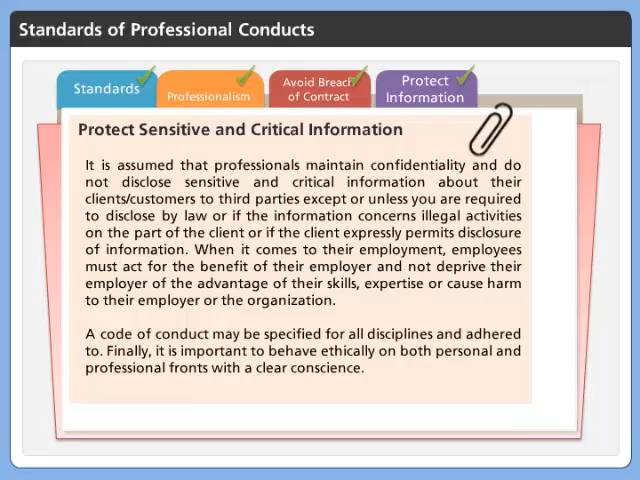 Standards of Professional Conducts
Standards
Professionalism
Avoid Breach
of Contract
Protect
Information
Protect Sensitive and Critical Information
It is assumed that professionals maintain confidentiality and do
not disclose sensitive and critical information about their
clients/customers to third parties except or unless you are required
to disclose by law or if the information concerns illegal activities
on the part of the client or if the client expressly permits disclosure
of information. When it comes to their employment, employees
must act for the benefit of their employer and not deprive their
employer of the advantage of their skills, expertise or cause harm
to their employer or the organization.
A code of conduct may be specified for all disciplines and adhered
to. Finally, it is important to behave ethically on both personal and
professional fronts with a clear conscience.